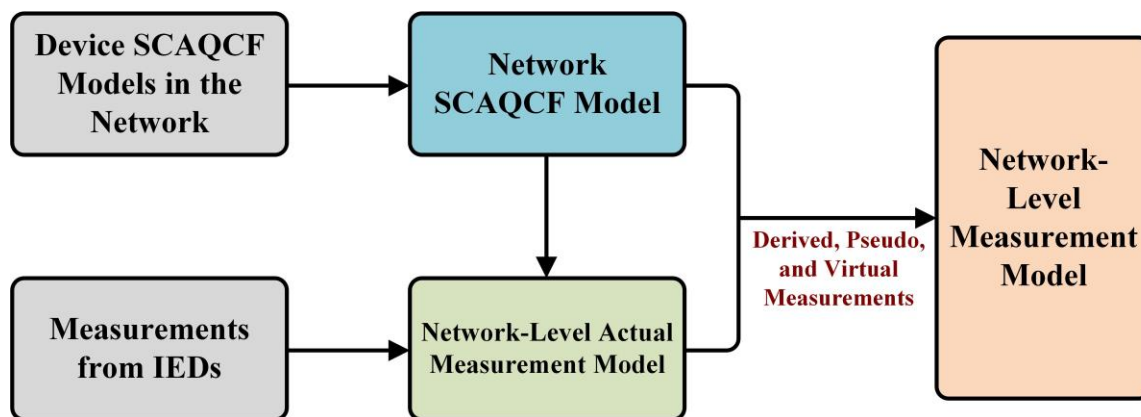 Device SCAQCF
Models in the
Network
Network
SCAQCF Model
Measurements
from IEDs
Network-Level Actual
Measurement Model
Derived, Pseudo,
and Virtual
Measurements
Network-
Level
Measurement
Model